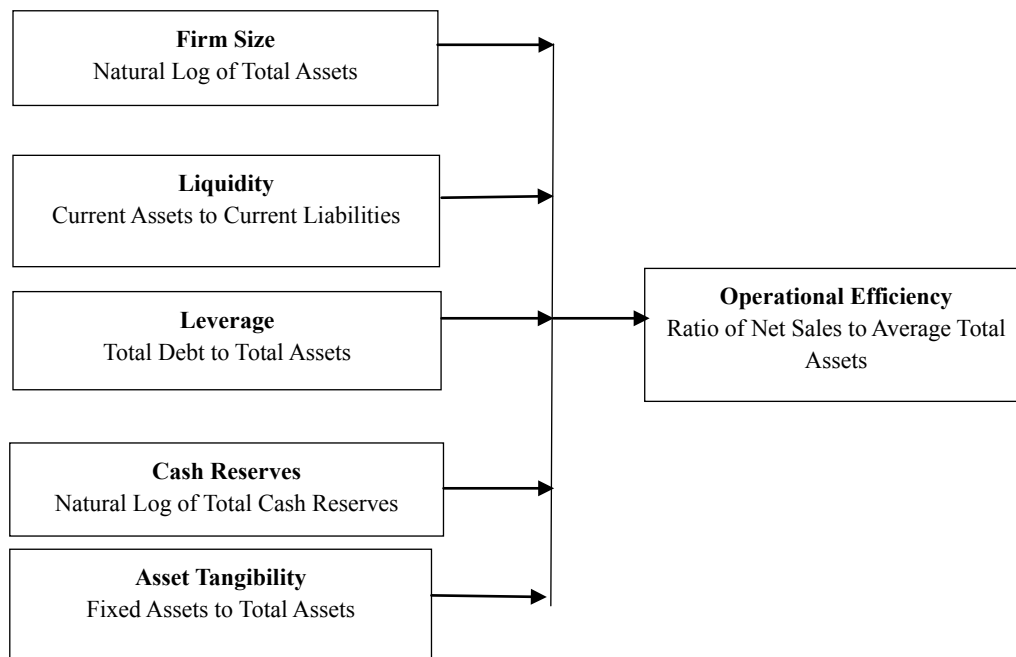 Firm Size
Natural Log of Total Assets
Liquidity
Current Assets to Current Liabilities
Leverage
Total Debt to Total Assets
Cash Reserves
Natural Log of Total Cash Reserves
Asset Tangibility
Fixed Assets to Total Assets
Operational Efficiency
Ratio of Net Sales to Average Total
Assets